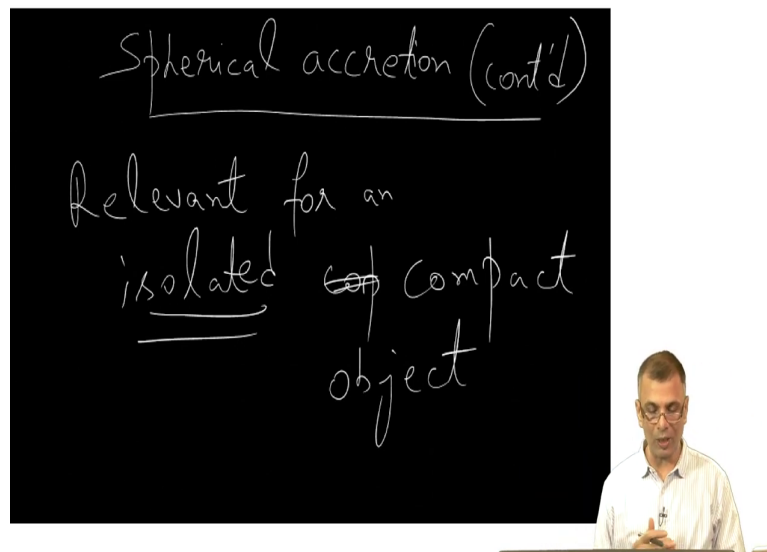 Spherical accretion (cont'd)
Relevant for an
isolated compact
object